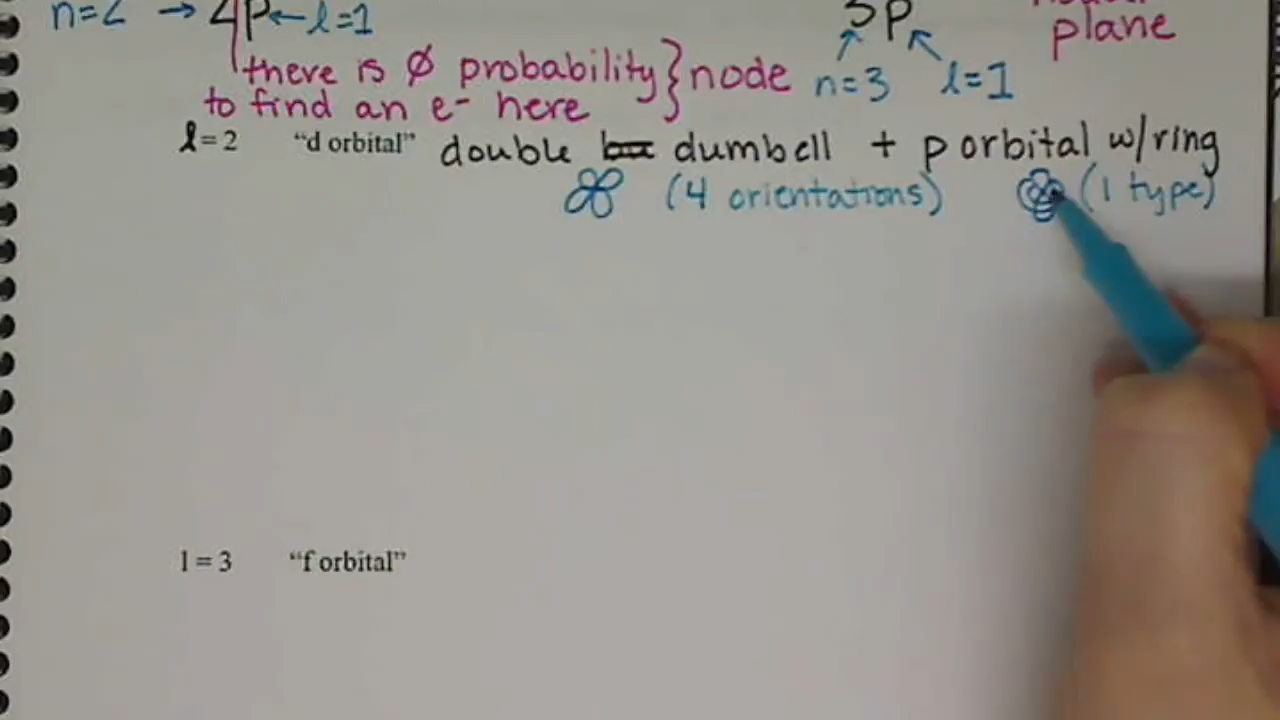 n=2 → 2p ← l=1
3p
plane
there is ∅ probability } node
n=3 l=1
to find an e- here
l = 2 “d orbital” double dumbell + p orbital w/ring
(4 orientations) (1 type)
l = 3 “f orbital”